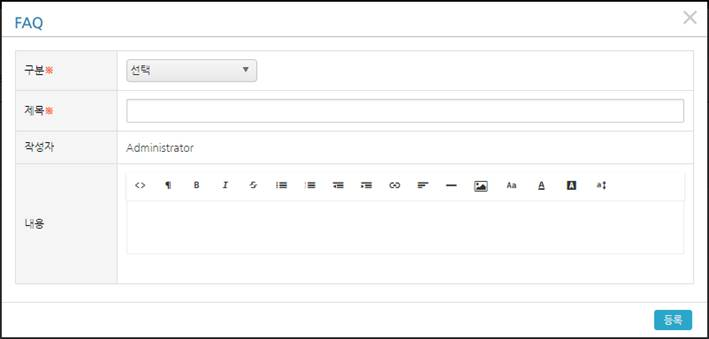 FAQ
구분※
선택
제목※
작성자
Administrator
내용
<> ¶ B I S Aa A A a
등록